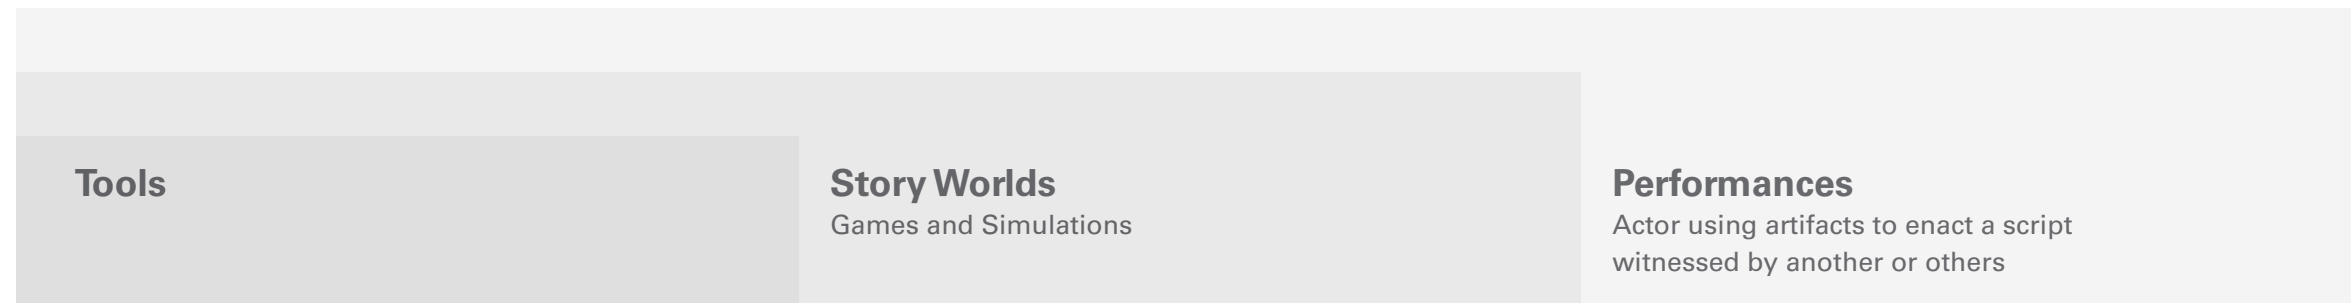 Tools
Story Worlds
Games and Simulations
Performances
Actor using artifacts to enact a script
witnessed by another or others